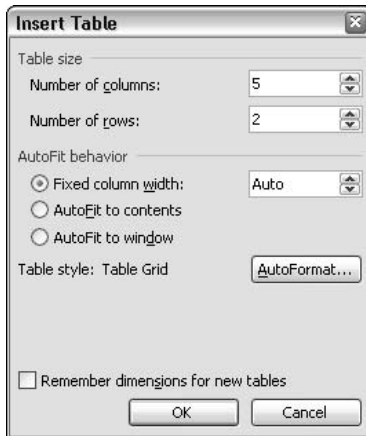 Insert Table
Table size
Number of columns: 5
Number of rows: 2
AutoFit behavior
Fixed column width: Auto
AutoFit to contents
AutoFit to window
Table style: Table Grid AutoFormat...
Remember dimensions for new tables
OK Cancel